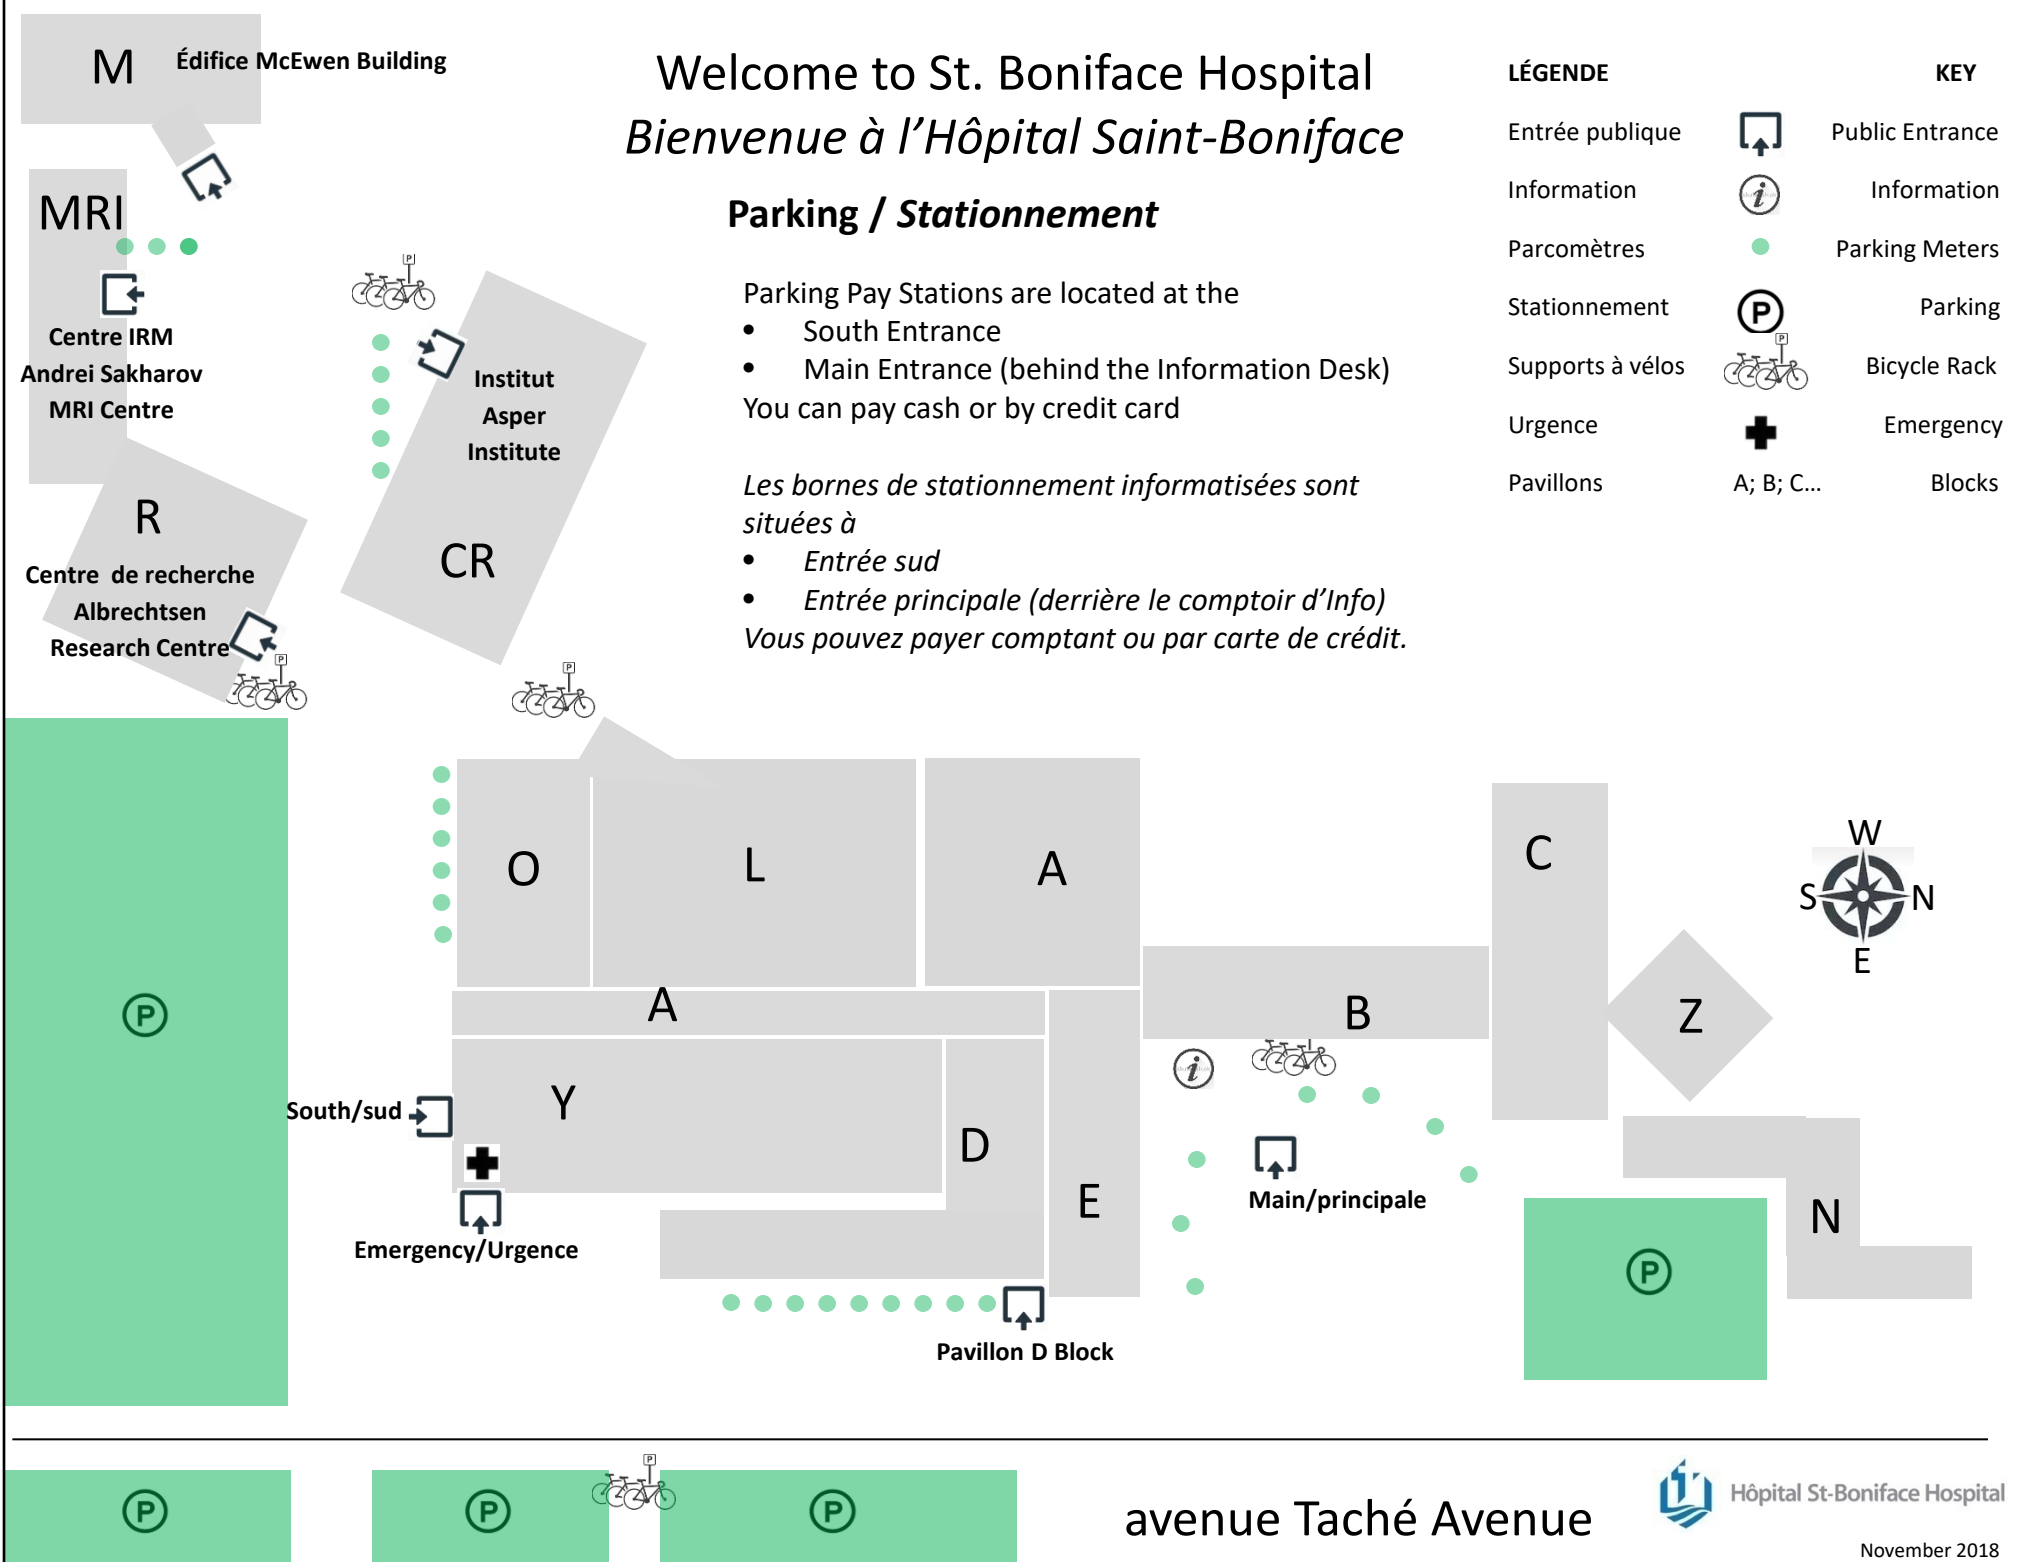 M
Édifice McEwen Building
Welcome to St. Boniface Hospital
Bienvenue à l’Hôpital Saint-Boniface
LÉGENDE KEY
Entrée publique Public Entrance
Information Information
Parcomètres Parking Meters
Stationnement P Parking
P
Supports à vélos Bicycle Rack
Urgence Emergency
Pavillons A; B; C... Blocks
Parking / Stationnement
Parking Pay Stations are located at the
• South Entrance
• Main Entrance (behind the Information Desk)
You can pay cash or by credit card
Les bornes de stationnement informatisées sont
situées à
• Entrée sud
• Entrée principale (derrière le comptoir d’Info)
Vous pouvez payer comptant ou par carte de crédit.
MRI
Centre IRM
Andrei Sakharov
MRI Centre
P
Institut
Asper
Institute
CR
R
Centre de recherche
Albrechtsen
Research Centre
P
P
O
L
A
C
W
S N
E
A
B
Z
P
i
Y
South/sud
D
E
Main/principale
N
Emergency/Urgence
P
Pavillon D Block
P
P
P
P
avenue Taché Avenue
Hôpital St-Boniface Hospital
November 2018